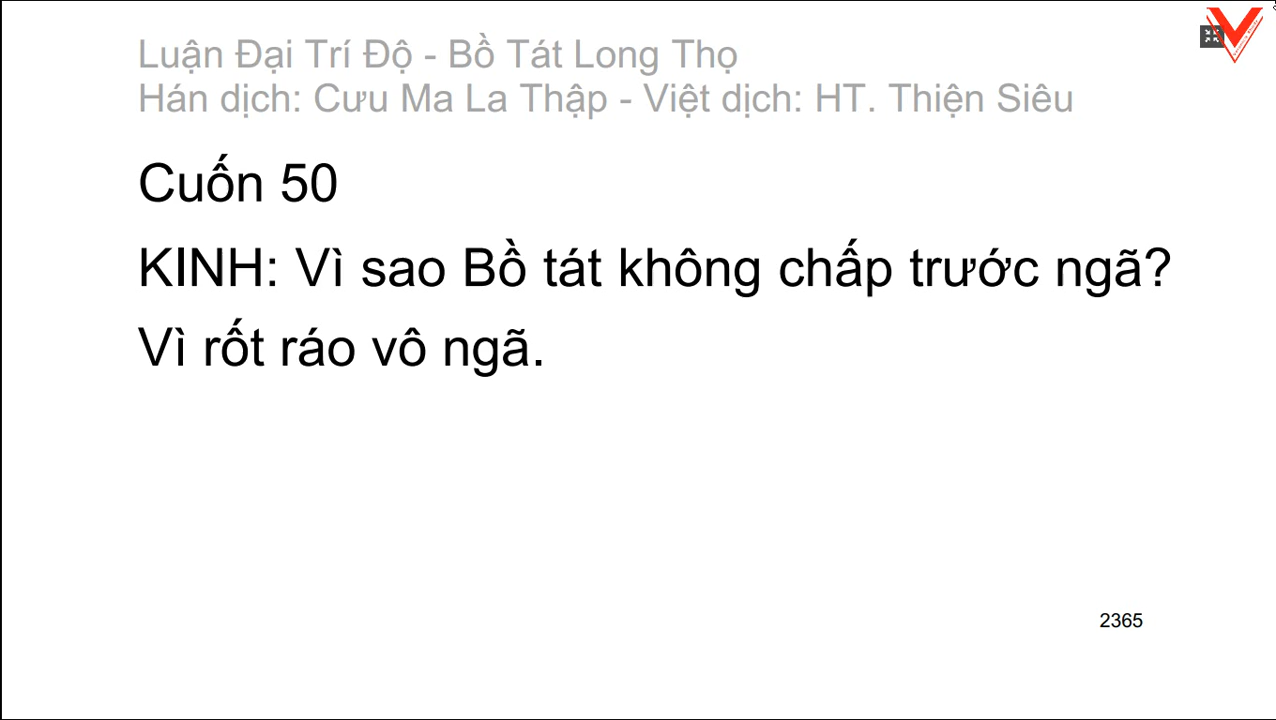 Luận Đại Trí Độ - Bồ Tát Long Thọ
Hán dịch: Cưu Ma La Thập - Việt dịch: HT. Thiện Siêu
Cuốn 50
KINH: Vì sao Bồ tát không chấp trước ngã?
Vì rốt ráo vô ngã.
2365